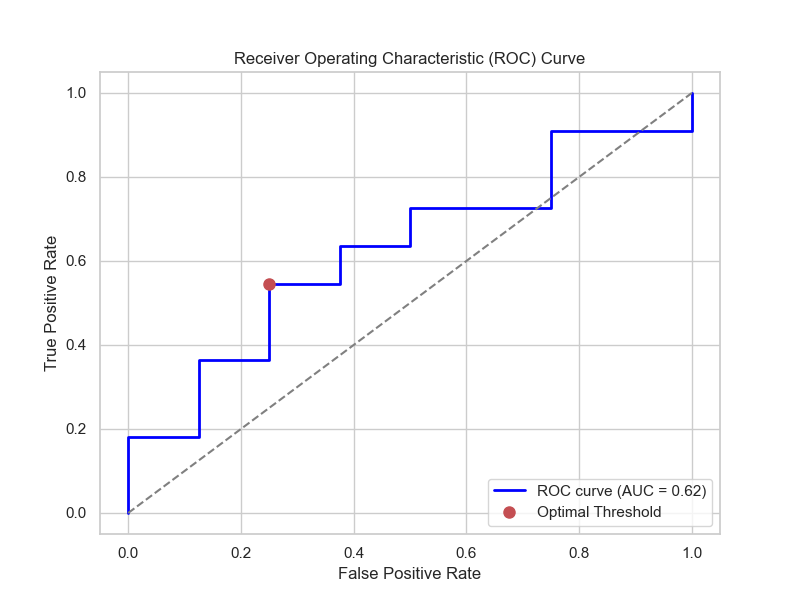 Receiver Operating Characteristic (ROC) Curve
True Positive Rate
1.0
0.8
0.6
0.4
0.2
0.0
ROC curve (AUC = 0.62)
Optimal Threshold
0.0 0.2 0.4 0.6 0.8 1.0
False Positive Rate